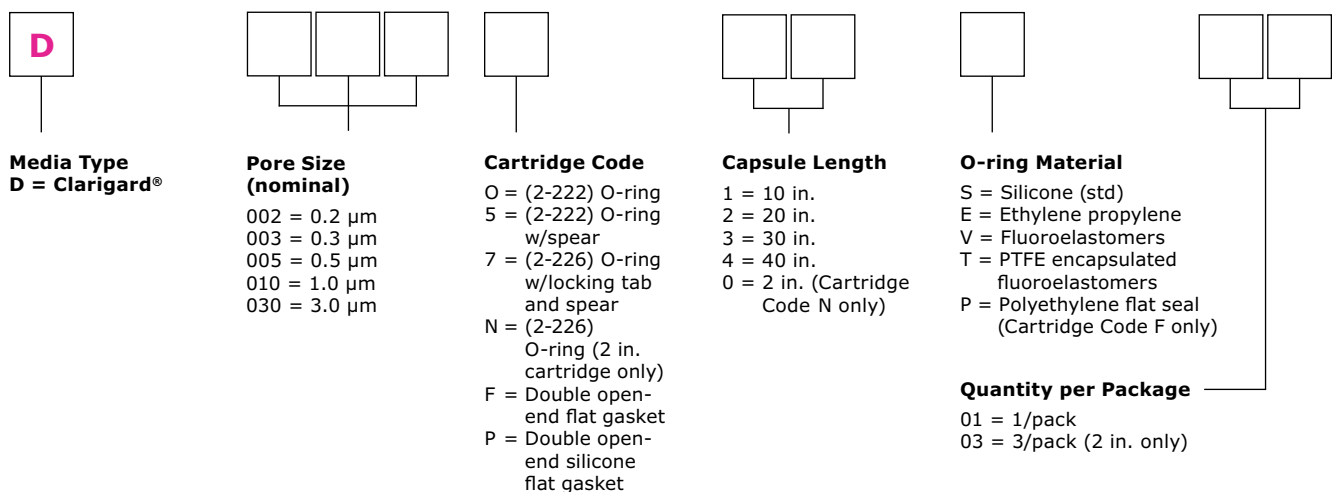 D
Media Type
D = Clarigard®
Pore Size
(nominal)
002 = 0.2 µm
003 = 0.3 µm
005 = 0.5 µm
010 = 1.0 µm
030 = 3.0 µm
Cartridge Code
O = (2-222) O-ring
5 = (2-222) O-ring
w/spear
7 = (2-226) O-ring
w/locking tab
and spear
N = (2-226)
O-ring (2 in.
cartridge only)
F = Double open-
end flat gasket
P = Double open-
end silicone
flat gasket
Capsule Length
1 = 10 in.
2 = 20 in.
3 = 30 in.
4 = 40 in.
0 = 2 in. (Cartridge
Code N only)
O-ring Material
S = Silicone (std)
E = Ethylene propylene
V = Fluoroelastomers
T = PTFE encapsulated
fluoroelastomers
P = Polyethylene flat seal
(Cartridge Code F only)
Quantity per Package
01 = 1/pack
03 = 3/pack (2 in. only)